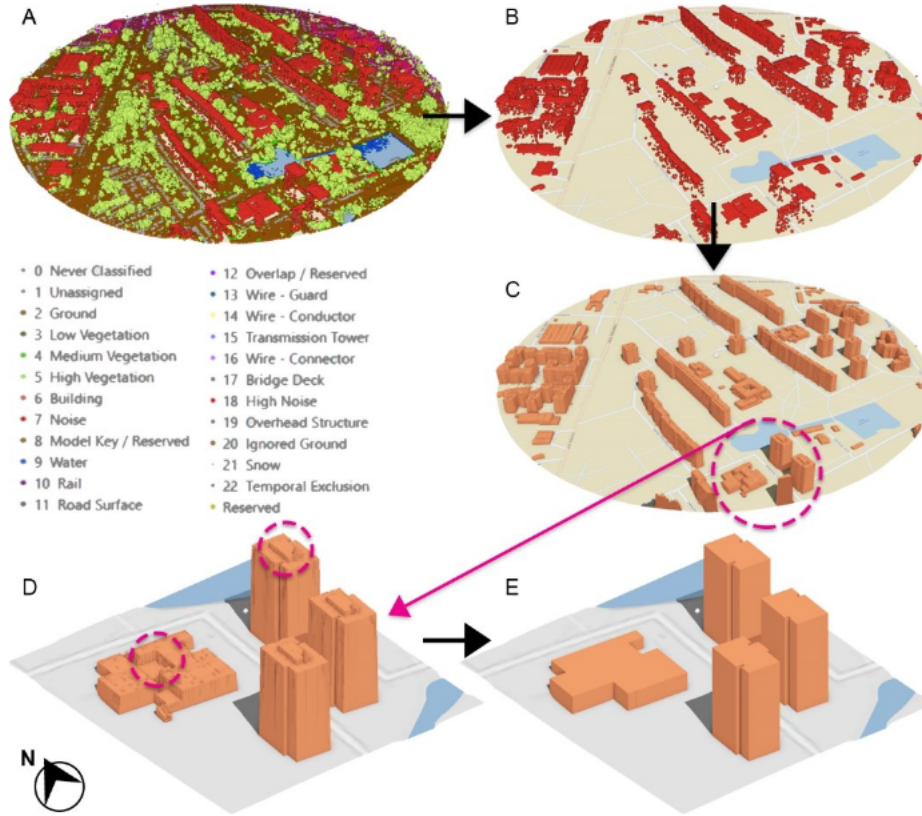 A
B
0 Never Classified
1 Unassigned
2 Ground
3 Low Vegetation
4 Medium Vegetation
5 High Vegetation
6 Building
7 Noise
8 Model Key / Reserved
9 Water
10 Rail
11 Road Surface
12 Overlap / Reserved
13 Wire - Guard
14 Wire - Conductor
15 Transmission Tower
16 Wire - Connector
17 Bridge Deck
18 High Noise
19 Overhead Structure
20 Ignored Ground
21 Snow
22 Temporal Exclusion
Reserved
C
D
E
N